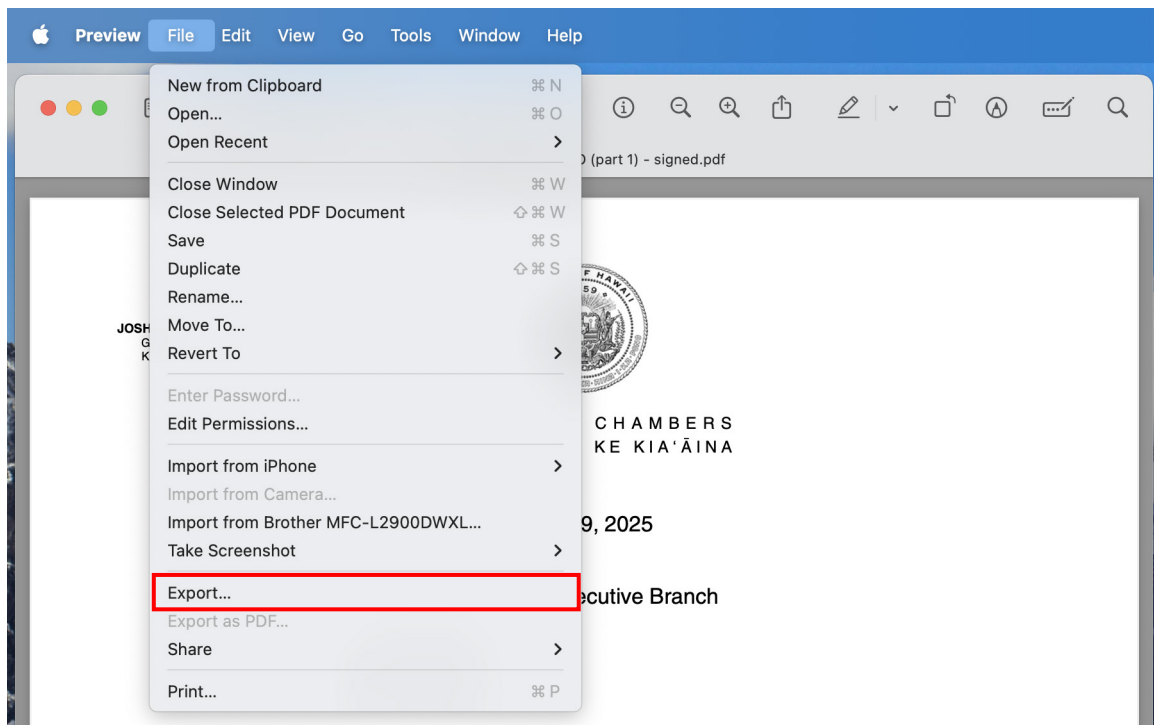 Preview File Edit View Go Tools Window Help
New from Clipboard ⌘ N
Open... ⌘ O
Open Recent
(part 1) - signed.pdf
Close Window ⌘ W
Close Selected PDF Document ⇧ ⌘ W
Save ⌘ S
Duplicate ⇧ ⌘ S
Rename...
Move To...
Revert To
Enter Password...
Edit Permissions...
Import from iPhone
Import from Camera...
Import from Brother MFC-L2900DWXL...
Take Screenshot
Export...
Export as PDF...
Share
Print... ⌘ P
OF HAWAII
59
JOSH
G
K
CHAMBERS
KE KIAʻĀINA
9, 2025
ecutive Branch